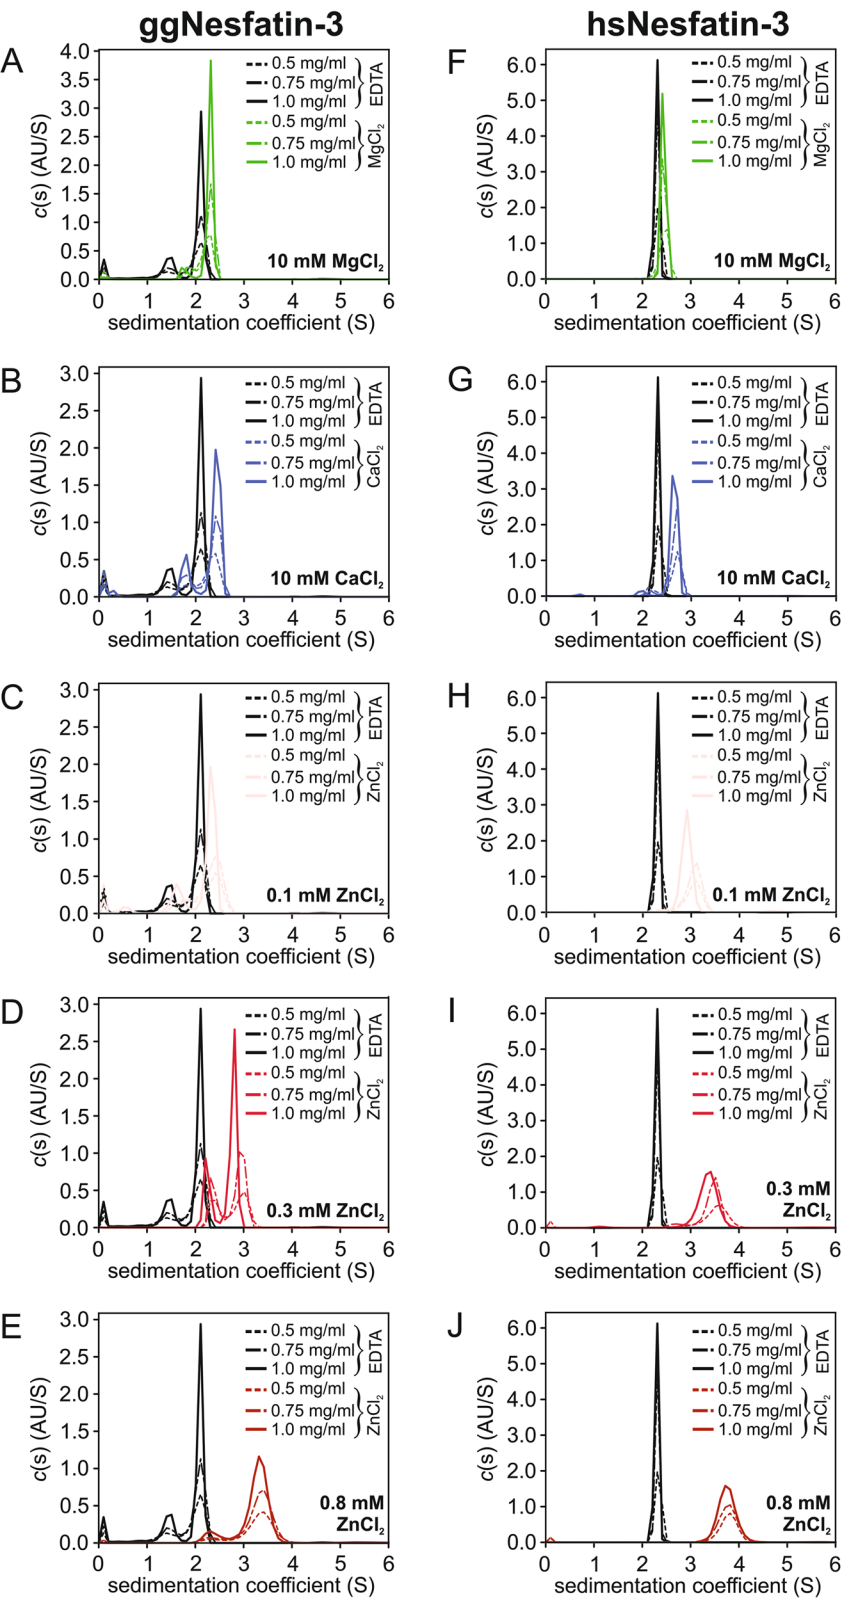 ggNesfatin-3
hsNesfatin-3
A
c(s) (AU/S)
4.0
3.5
3.0
2.5
2.0
1.5
1.0
0.5
0.0
0 1 2 3 4 5 6
sedimentation coefficient (S)
0.5 mg/ml
0.75 mg/ml
1.0 mg/ml
EDTA
0.5 mg/ml
0.75 mg/ml
1.0 mg/ml
MgCl2
10 mM MgCl2
F
c(s) (AU/S)
6.0
5.0
4.0
3.0
2.0
1.0
0.0
0 1 2 3 4 5 6
sedimentation coefficient (S)
0.5 mg/ml
0.75 mg/ml
1.0 mg/ml
EDTA
0.5 mg/ml
0.75 mg/ml
1.0 mg/ml
MgCl2
10 mM MgCl2
B
c(s) (AU/S)
3.0
2.5
2.0
1.5
1.0
0.5
0.0
0 1 2 3 4 5 6
sedimentation coefficient (S)
0.5 mg/ml
0.75 mg/ml
1.0 mg/ml
EDTA
0.5 mg/ml
0.75 mg/ml
1.0 mg/ml
CaCl2
10 mM CaCl2
G
c(s) (AU/S)
6.0
5.0
4.0
3.0
2.0
1.0
0.0
0 1 2 3 4 5 6
sedimentation coefficient (S)
0.5 mg/ml
0.75 mg/ml
1.0 mg/ml
EDTA
0.5 mg/ml
0.75 mg/ml
1.0 mg/ml
CaCl2
10 mM CaCl2
C
c(s) (AU/S)
3.0
2.5
2.0
1.5
1.0
0.5
0.0
0 1 2 3 4 5 6
sedimentation coefficient (S)
0.5 mg/ml
0.75 mg/ml
1.0 mg/ml
EDTA
0.5 mg/ml
0.75 mg/ml
1.0 mg/ml
ZnCl2
0.1 mM ZnCl2
H
c(s) (AU/S)
6.0
5.0
4.0
3.0
2.0
1.0
0.0
0 1 2 3 4 5 6
sedimentation coefficient (S)
0.5 mg/ml
0.75 mg/ml
1.0 mg/ml
EDTA
0.5 mg/ml
0.75 mg/ml
1.0 mg/ml
ZnCl2
0.1 mM ZnCl2
D
c(s) (AU/S)
3.0
2.5
2.0
1.5
1.0
0.5
0.0
0 1 2 3 4 5 6
sedimentation coefficient (S)
0.5 mg/ml
0.75 mg/ml
1.0 mg/ml
EDTA
0.5 mg/ml
0.75 mg/ml
1.0 mg/ml
ZnCl2
0.3 mM ZnCl2
I
c(s) (AU/S)
6.0
5.0
4.0
3.0
2.0
1.0
0.0
0 1 2 3 4 5 6
sedimentation coefficient (S)
0.5 mg/ml
0.75 mg/ml
1.0 mg/ml
EDTA
0.5 mg/ml
0.75 mg/ml
1.0 mg/ml
ZnCl2
0.3 mM
ZnCl2
E
c(s) (AU/S)
3.0
2.5
2.0
1.5
1.0
0.5
0.0
0 1 2 3 4 5 6
sedimentation coefficient (S)
0.5 mg/ml
0.75 mg/ml
1.0 mg/ml
EDTA
0.5 mg/ml
0.75 mg/ml
1.0 mg/ml
ZnCl2
0.8 mM
ZnCl2
J
c(s) (AU/S)
6.0
5.0
4.0
3.0
2.0
1.0
0.0
0 1 2 3 4 5 6
sedimentation coefficient (S)
0.5 mg/ml
0.75 mg/ml
1.0 mg/ml
EDTA
0.5 mg/ml
0.75 mg/ml
1.0 mg/ml
ZnCl2
0.8 mM
ZnCl2